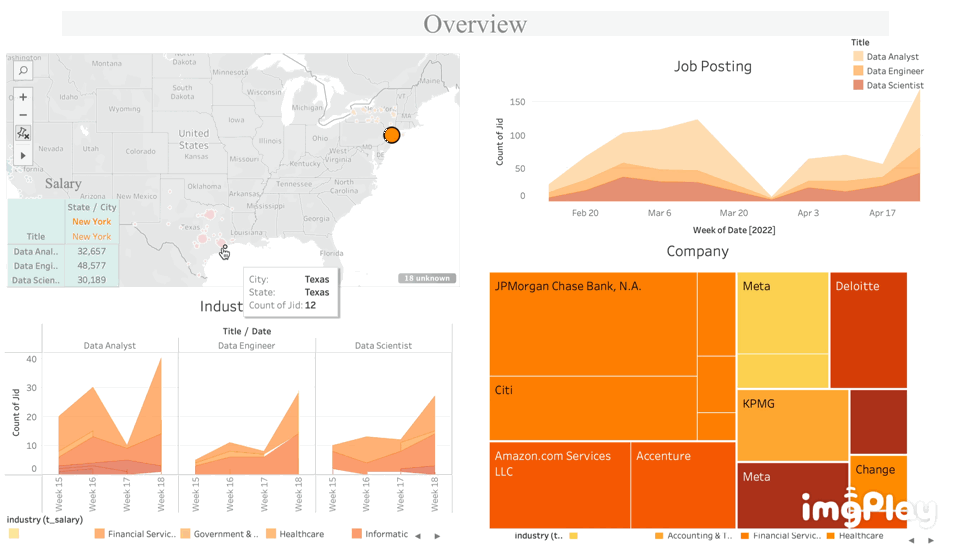 Overview
Washington
Montana
North Dakota
Minnesota
Idaho
South Dakota
Wyoming
Michigan
Maine
Iowa
Nevada
Utah
United States
Colorado
Kansas
Illinois
Ohio
Missouri
Kentucky
Virginia
Arizona
Oklahoma
Tennessee
North Carolina
Arkansas
Mississippi
Texas
Louisiana
Georgia
Florida
18 unknown
Salary
State / City
New York
Title
New York
Data Anal..
32,657
Data Engi..
48,577
Data Scien..
30,189
City: Texas
State: Texas
Count of Jid: 12
Title
Data Analyst
Data Engineer
Data Scientist
Job Posting
Count of Jid
150
100
50
0
Feb 20
Mar 6
Mar 20
Apr 3
Apr 17
Week of Date [2022]
Indust
Title / Date
Data Analyst
Data Engineer
Data Scientist
Count of Jid
40
30
20
10
0
Week 15
Week 16
Week 17
Week 18
Week 15
Week 16
Week 17
Week 18
Week 15
Week 16
Week 17
Week 18
industry (t_salary)
Financial Servic..
Government & ..
Healthcare
Informatic
Company
JPMorgan Chase Bank, N.A.
Citi
Amazon.com Services LLC
Accenture
Meta
Deloitte
KPMG
Meta
Change
imgPlay
industry (t..
Accounting & T..
Financial Servic..
Healthcare